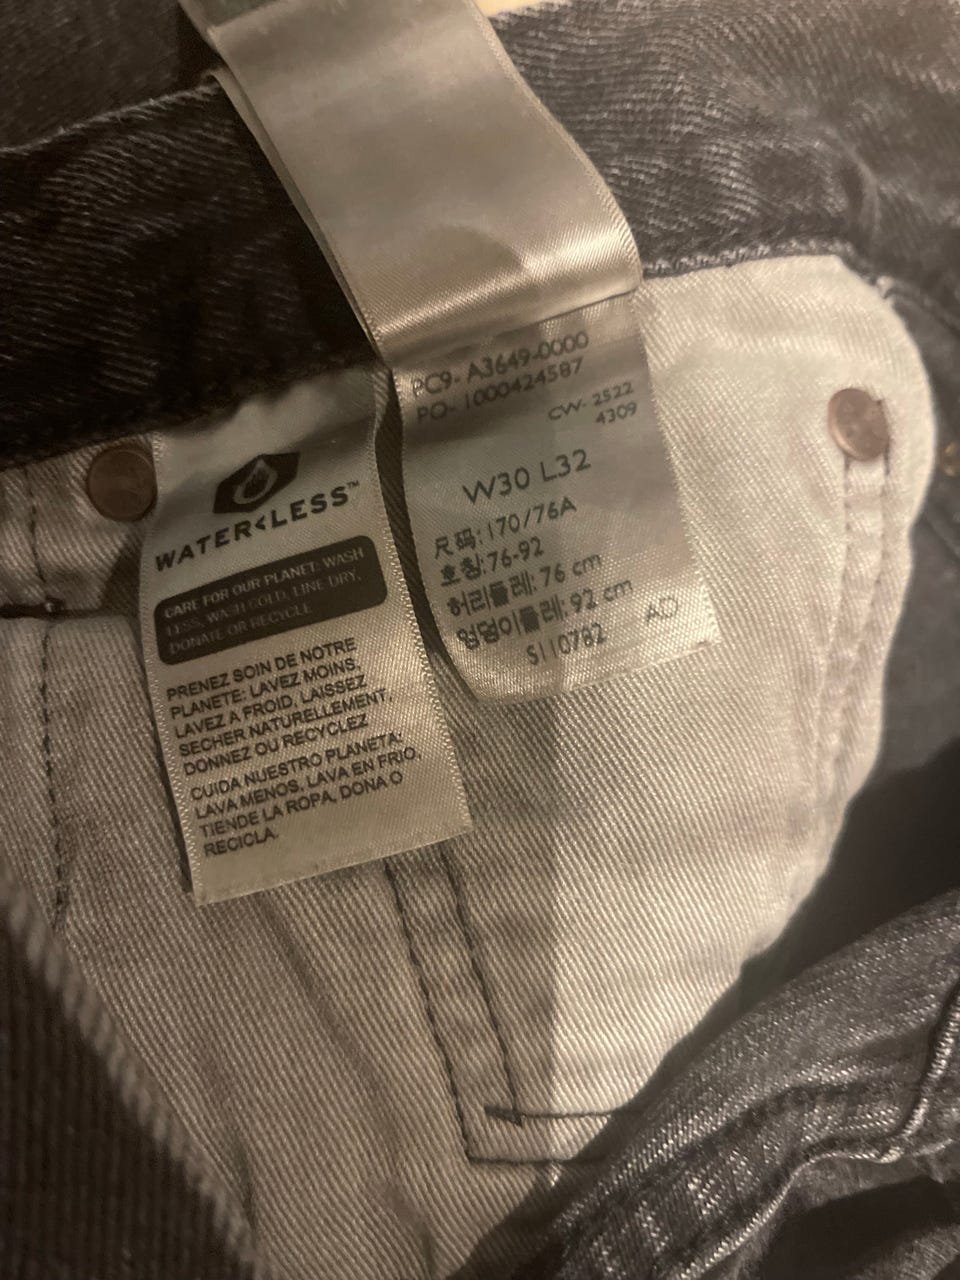 WATER<LESS™
CARE FOR OUR PLANET: WASH
LESS, WASH COLD, LINE DRY,
DONATE OR RECYCLE
PRENEZ SOIN DE NOTRE
PLANETE: LAVEZ MOINS,
LAVEZ A FROID, LAISSEZ
SECHER NATURELLEMENT,
DONNEZ OU RECYCLEZ
CUIDA NUESTRO PLANETA:
LAVA MENOS, LAVA EN FRIO,
TIENDE LA ROPA, DONA O
RECICLA.
PC9- A3649-0000
PO- 1000424587
CW- 2522
4309
W30 L32
尺码:170/76A
호칭:76-92
허리둘레: 76 cm
엉덩이둘레: 92 cm
S110782 AD